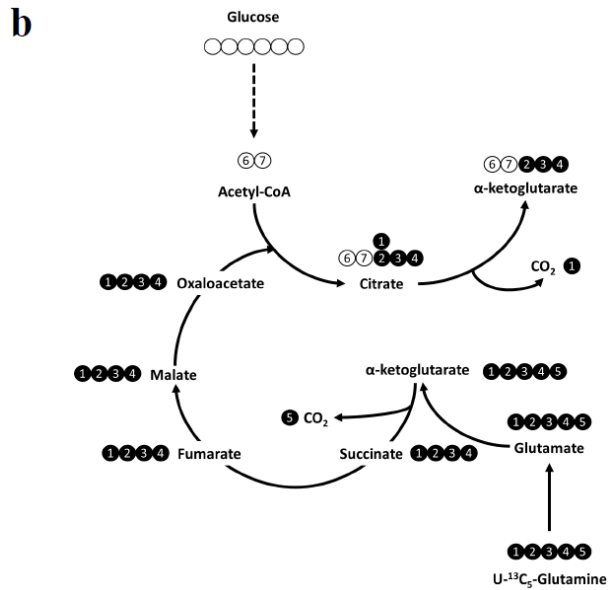 b
Glucose
6 7
Acetyl-CoA
6 7 2 3 4
α-ketoglutarate
1
6 7 2 3 4
Citrate
CO2 1
1 2 3 4 Oxaloacetate
1 2 3 4 Malate
α-ketoglutarate 1 2 3 4 5
5 CO2
1 2 3 4 5
Glutamate
1 2 3 4 Fumarate
Succinate 1 2 3 4
1 2 3 4 5
U-¹³C₅-Glutamine